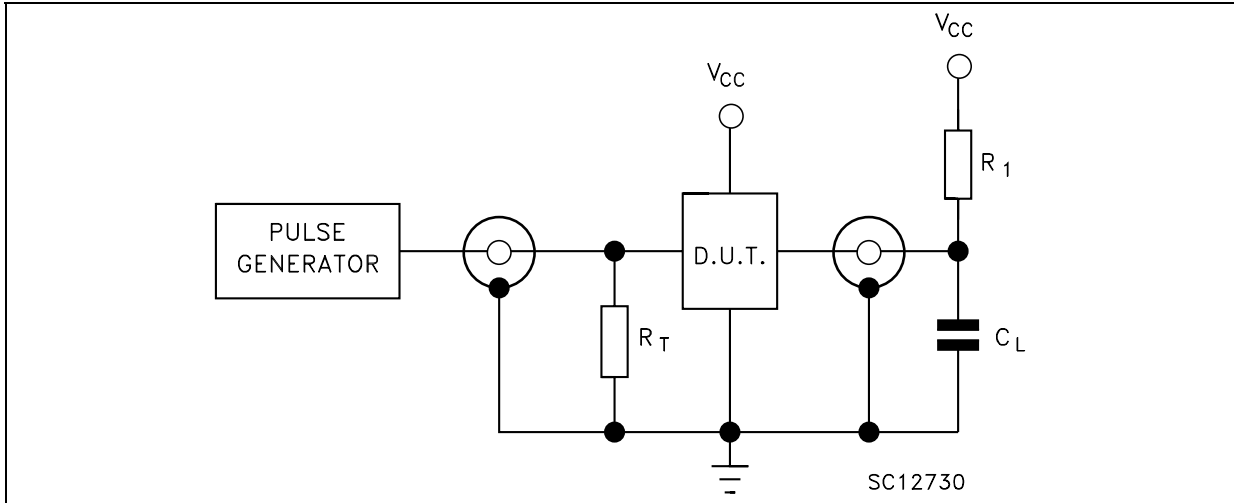 VCC
VCC
R1
PULSE
GENERATOR
D.U.T.
RT
CL
SC12730